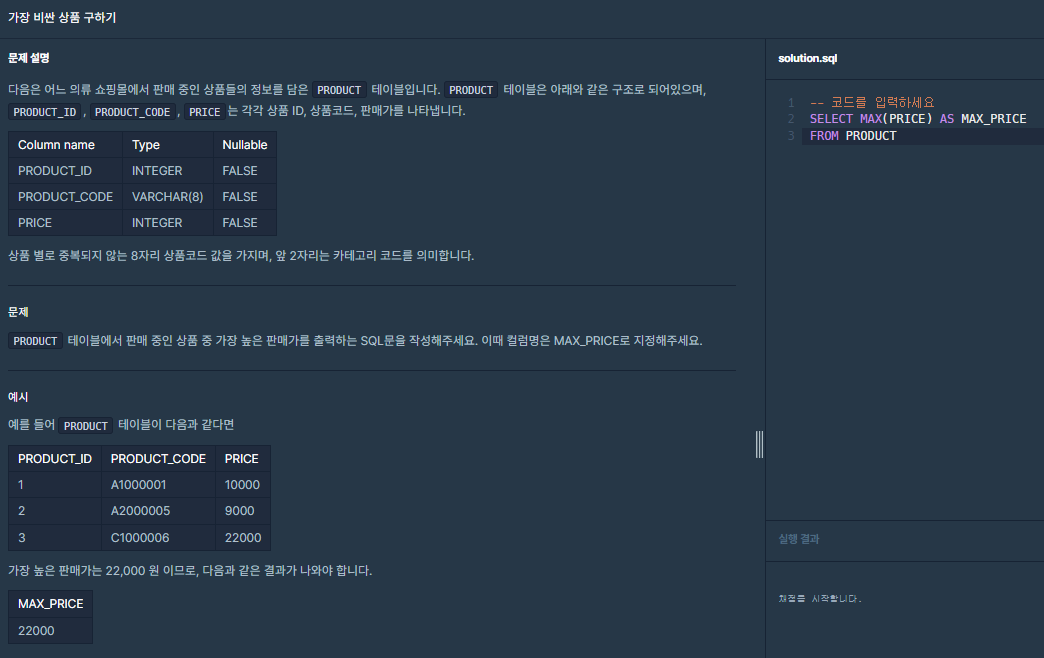 가장 비싼 상품 구하기
문제 설명
다음은 어느 의류 쇼핑몰에서 판매 중인 상품들의 정보를 담은 PRODUCT 테이블입니다. PRODUCT 테이블은 아래와 같은 구조로 되어있으며,
PRODUCT_ID, PRODUCT_CODE, PRICE는 각각 상품 ID, 상품코드, 판매가를 나타냅니다.
Column name Type Nullable
PRODUCT_ID INTEGER FALSE
PRODUCT_CODE VARCHAR(8) FALSE
PRICE INTEGER FALSE
상품 별로 중복되지 않는 8자리 상품코드 값을 가지며, 앞 2자리는 카테고리 코드를 의미합니다.
문제
PRODUCT 테이블에서 판매 중인 상품 중 가장 높은 판매가를 출력하는 SQL문을 작성해주세요. 이때 컬럼명은 MAX_PRICE로 지정해주세요.
예시
예를 들어 PRODUCT 테이블이 다음과 같다면
PRODUCT_ID PRODUCT_CODE PRICE
1 A1000001 10000
2 A2000005 9000
3 C1000006 22000
가장 높은 판매가는 22,000 원 이므로, 다음과 같은 결과가 나와야 합니다.
MAX_PRICE
22000
solution.sql
1 -- 코드를 입력하세요
2 SELECT MAX(PRICE) AS MAX_PRICE
3 FROM PRODUCT
실행 결과
채점을 시작합니다.